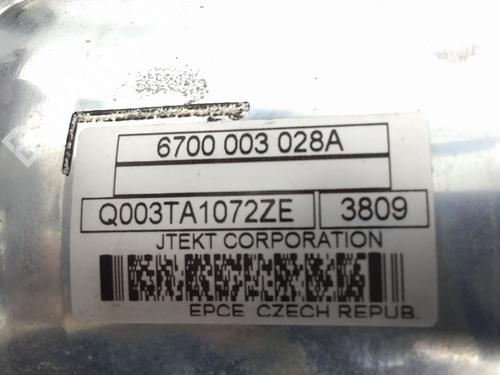 6700 003 028A
Q003TA1072ZE 3809
JTEKT CORPORATION
EPCE CZECH REPUB.